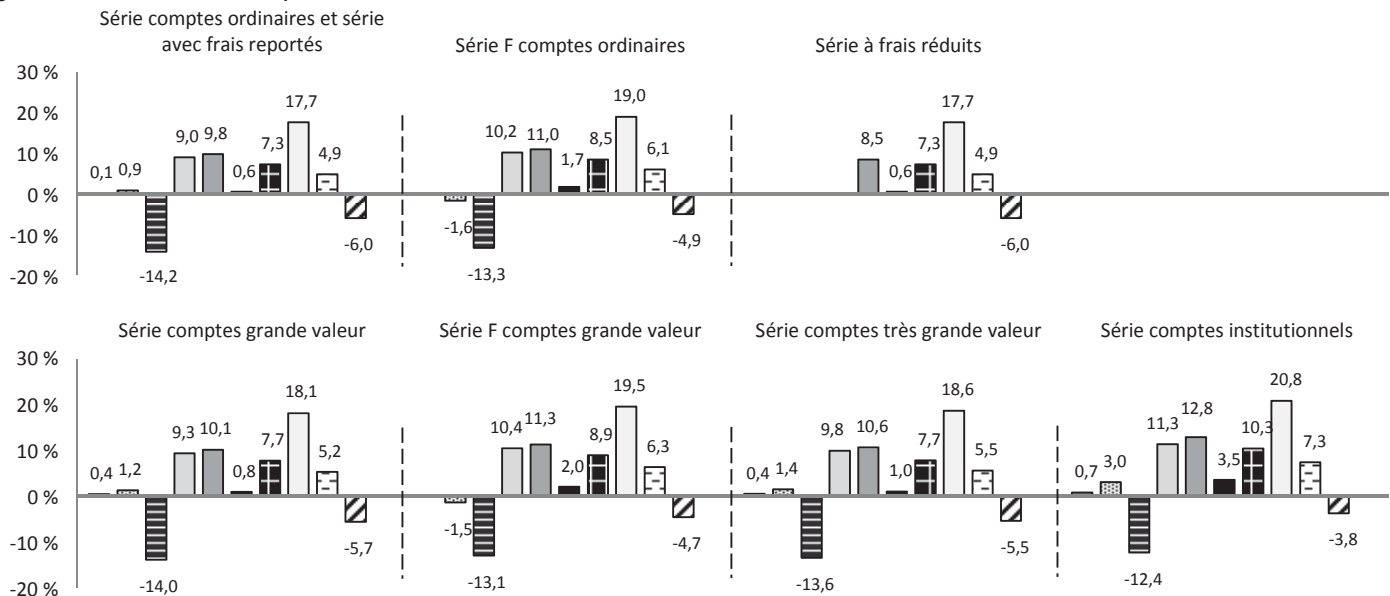 Série comptes ordinaires et série
avec frais reportés
Série F comptes ordinaires
Série à frais réduits
30 %
20 %
10 %
0 %
-10 %
-20 %
0,1 0,9 -14,2 9,0 9,8 0,6 7,3 17,7 4,9 -6,0
-1,6 -13,3 10,2 11,0 1,7 8,5 19,0 6,1 -4,9
8,5 0,6 7,3 17,7 4,9 -6,0
Série comptes grande valeur
Série F comptes grande valeur
Série comptes très grande valeur
Série comptes institutionnels
30 %
20 %
10 %
0 %
-10 %
-20 %
0,4 1,2 -14,0 9,3 10,1 0,8 7,7 18,1 5,2 -5,7
-1,5 -13,1 10,4 11,3 2,0 8,9 19,5 6,3 -4,7
0,4 1,4 -13,6 9,8 10,6 1,0 7,7 18,6 5,5 -5,5
0,7 3,0 -12,4 11,3 12,8 3,5 10,3 20,8 7,3 -3,8